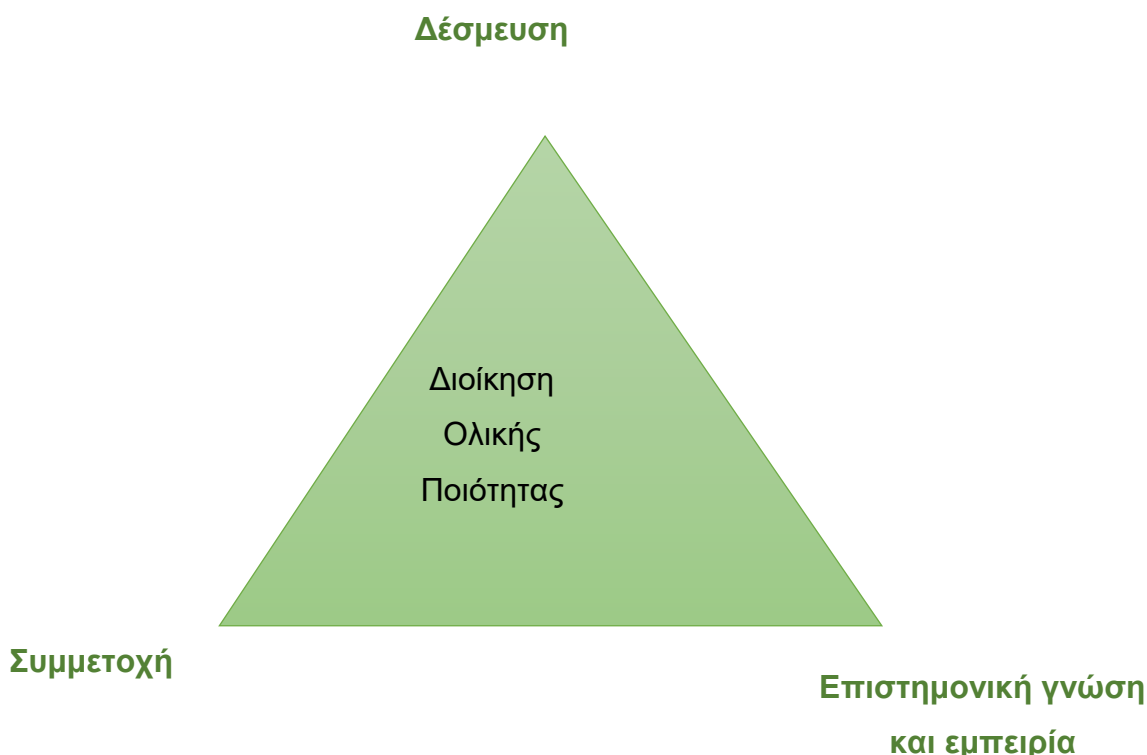 Δέσμευση
Διοίκηση
Ολικής
Ποιότητας
Συμμετοχή
Επιστημονική γνώση
και εμπειρία